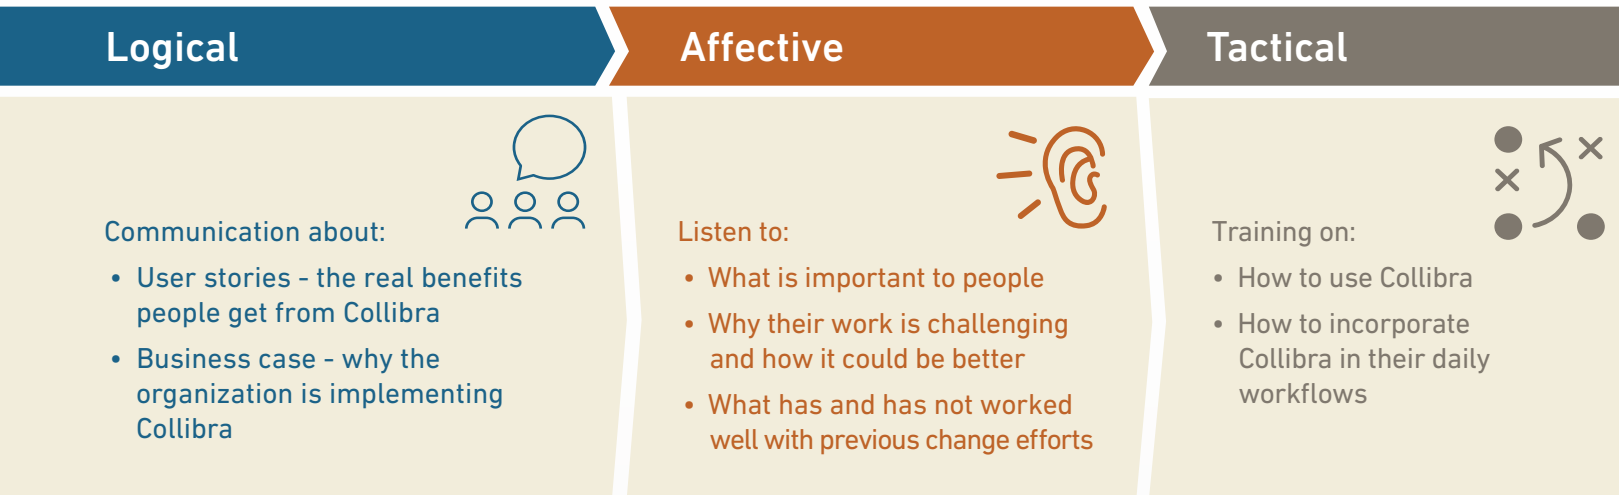 Logical
Communication about:
• User stories - the real benefits
people get from Collibra
• Business case - why the
organization is implementing
Collibra
Affective
Listen to:
• What is important to people
• Why their work is challenging
and how it could be better
• What has and has not worked
well with previous change efforts
Tactical
Training on:
• How to use Collibra
• How to incorporate
Collibra in their daily
workflows